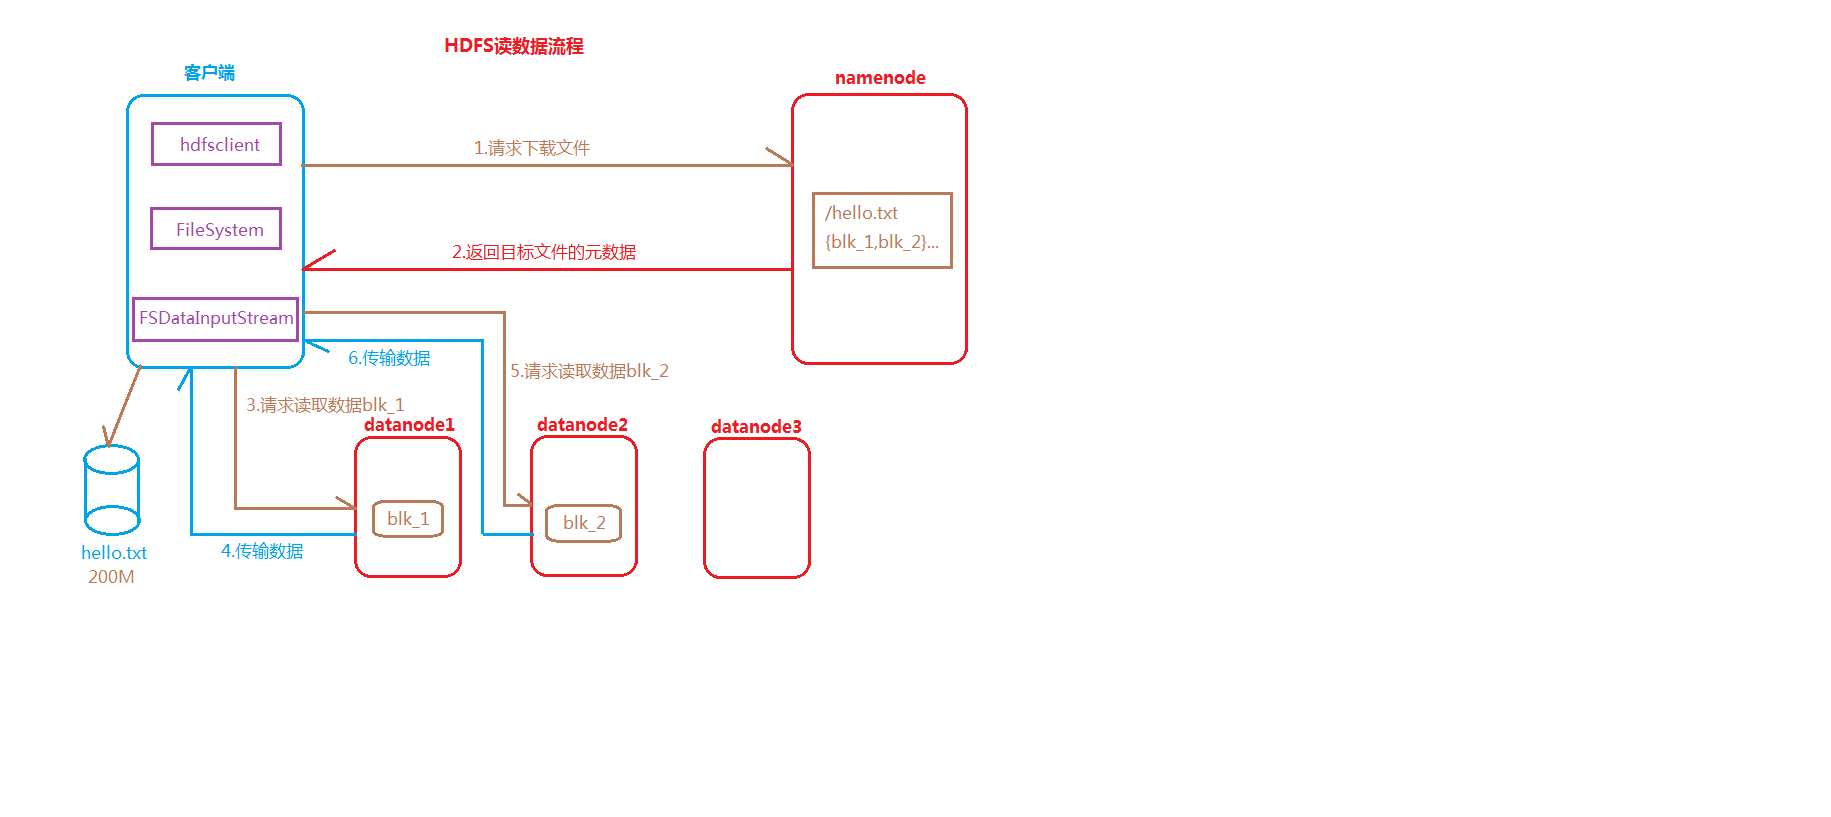 HDFS读数据流程
客户端
namenode
hdfsclient
1.请求下载文件
/hello.txt
{blk_1,blk_2}...
FileSystem
2.返回目标文件的元数据
FSDataInputStream
6.传输数据
5.请求读取数据blk_2
3.请求读取数据blk_1
datanode1
datanode2
datanode3
blk_1
blk_2
4.传输数据
hello.txt
200M